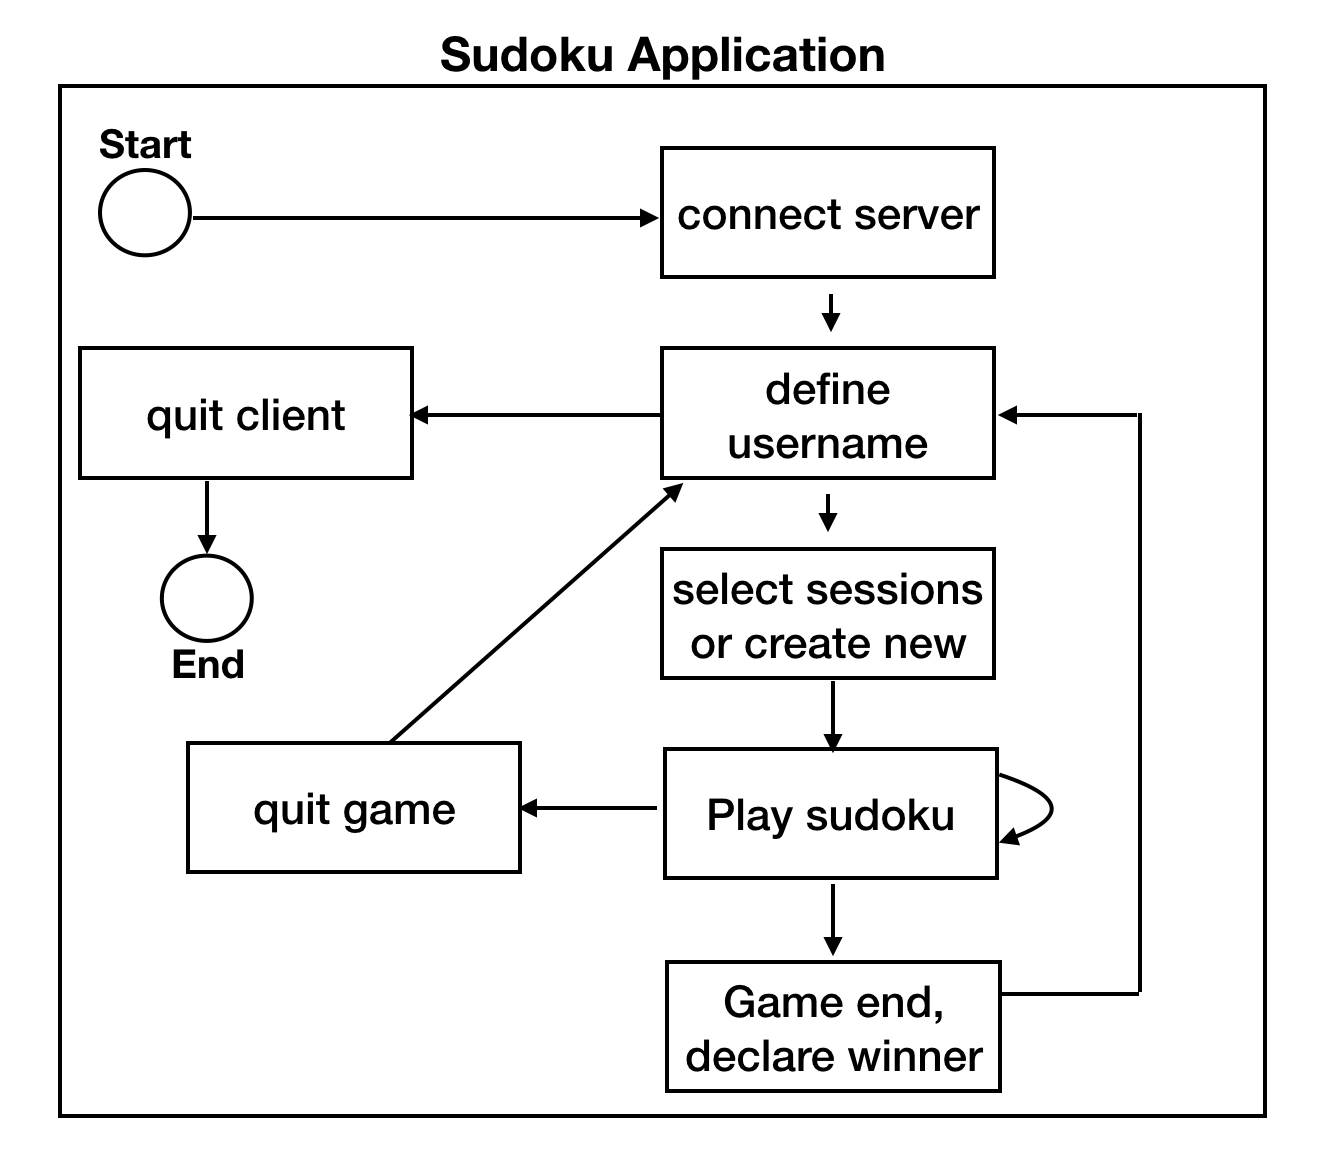 Sudoku Application
Start
connect server
quit client
define
username
End
select sessions
or create new
quit game
Play sudoku
Game end,
declare winner